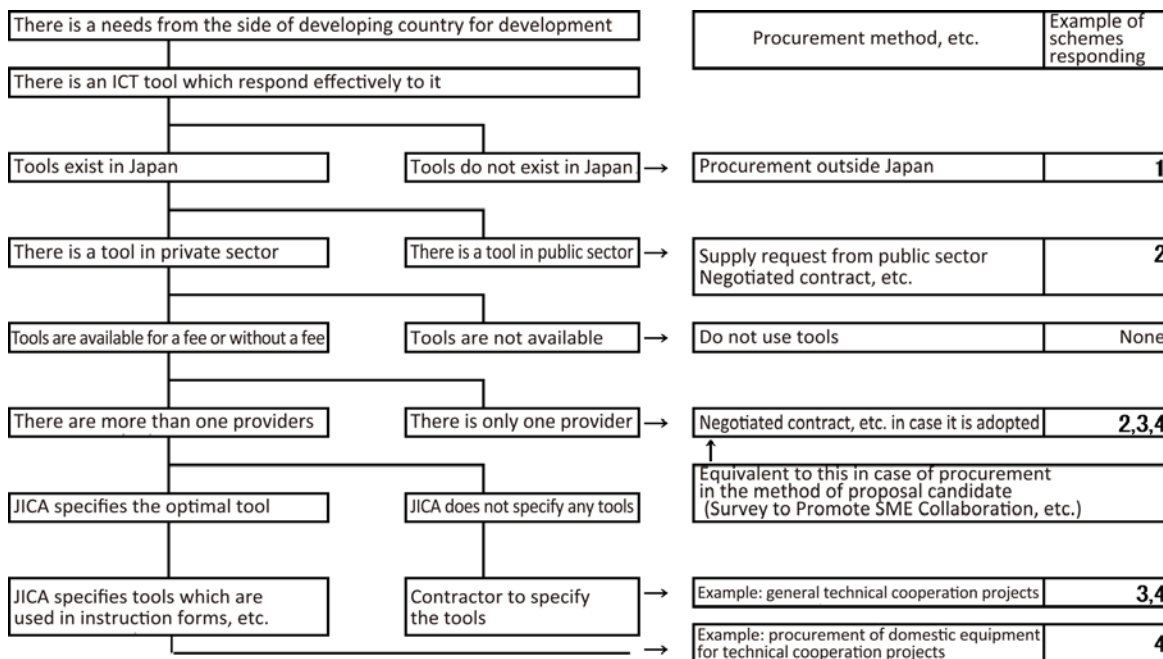 There is a needs from the side of developing country for development
Procurement method, etc.
Example of
schemes
responding
There is an ICT tool which respond effectively to it
Tools exist in Japan
Tools do not exist in Japan
→
Procurement outside Japan
1
There is a tool in private sector
There is a tool in public sector
→
Supply request from public sector
Negotiated contract, etc.
2
Tools are available for a fee or without a fee
Tools are not available
→
Do not use tools
None
There are more than one providers
There is only one provider
→
Negotiated contract, etc. in case it is adopted
2,3,4
↑
Equivalent to this in case of procurement
in the method of proposal candidate
(Survey to Promote SME Collaboration, etc.)
JICA specifies the optimal tool
JICA does not specify any tools
JICA specifies tools which are
used in instruction forms, etc.
Contractor to specify
the tools
→
Example: general technical cooperation projects
3,4
→
Example: procurement of domestic equipment
for technical cooperation projects
4